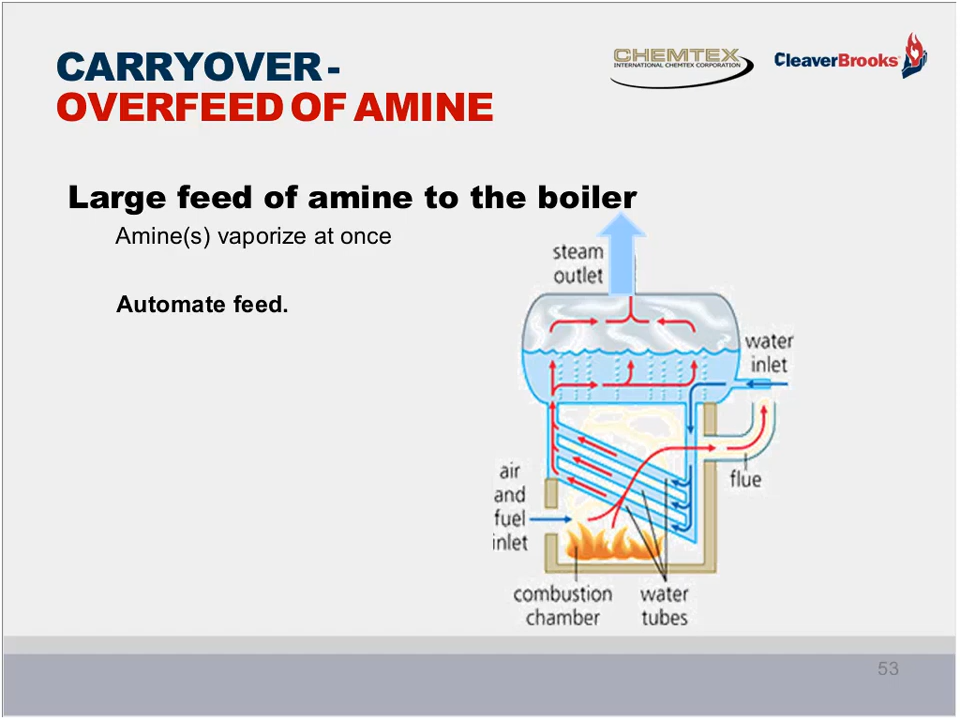 CARRYOVER -
OVERFEED OF AMINE
CHEMTEX
INTERNATIONAL CHEMTEX CORPORATION
CleaverBrooks
Large feed of amine to the boiler
Amine(s) vaporize at once
Automate feed.
steam
outlet
water
inlet
flue
air
and
fuel
inlet
combustion
chamber
water
tubes
53